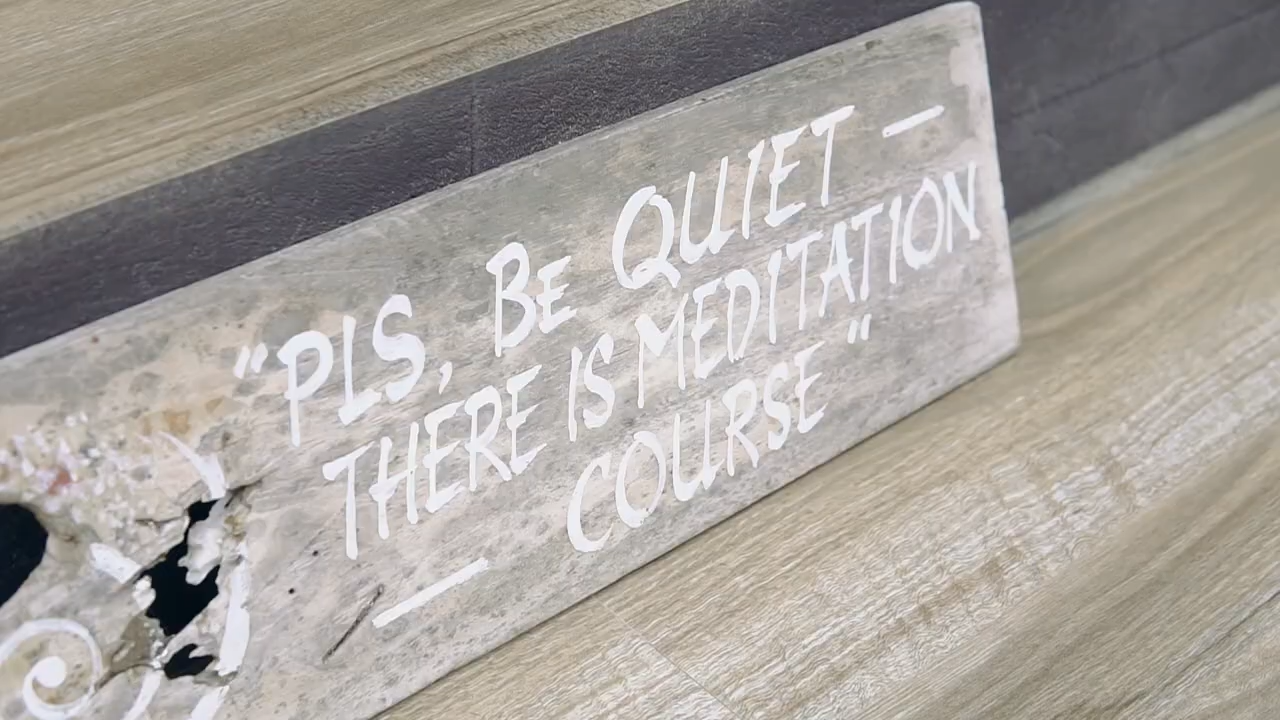 "PLS, BE QUIET —
THERE IS MEDITATION
— COURSE "